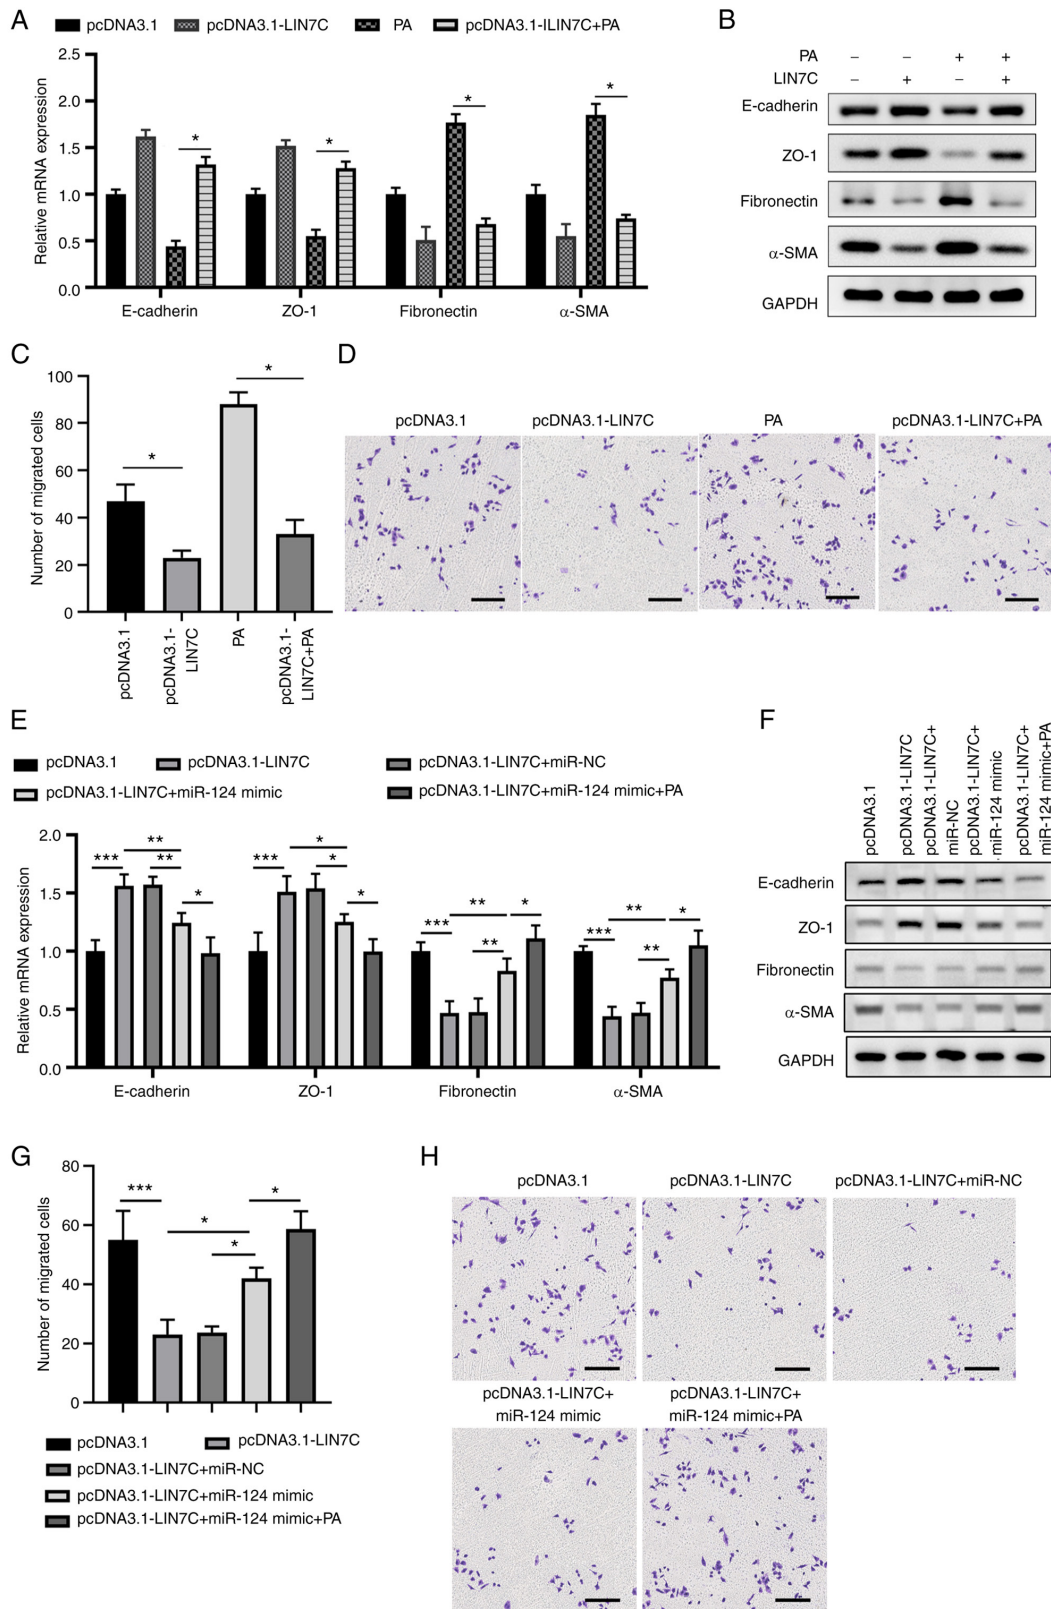 A
pcDNA3.1 pcDNA3.1-LIN7C PA pcDNA3.1-ILIN7C+PA
Relative mRNA expression
2.5
2.0
1.5
1.0
0.5
0.0
* * * *
E-cadherin ZO-1 Fibronectin α-SMA
B
PA – – + +
LIN7C – + – +
E-cadherin
ZO-1
Fibronectin
α-SMA
GAPDH
C
Number of migrated cells
100
80
60
40
20
0
* *
pcDNA3.1
pcDNA3.1-
LIN7C
PA
pcDNA3.1-
LIN7C+PA
D
pcDNA3.1 pcDNA3.1-LIN7C PA pcDNA3.1-LIN7C+PA
E
pcDNA3.1 pcDNA3.1-LIN7C pcDNA3.1-LIN7C+miR-NC
pcDNA3.1-LIN7C+miR-124 mimic pcDNA3.1-LIN7C+miR-124 mimic+PA
Relative mRNA expression
2.0
1.5
1.0
0.5
0.0
*** ** ** *
*** * * *
*** ** ** *
*** ** ** *
E-cadherin ZO-1 Fibronectin α-SMA
F
pcDNA3.1
pcDNA3.1-LIN7C
pcDNA3.1-LIN7C+
miR-NC
pcDNA3.1-LIN7C+
miR-124 mimic
pcDNA3.1-LIN7C+
miR-124 mimic+PA
E-cadherin
ZO-1
Fibronectin
α-SMA
GAPDH
G
Number of migrated cells
80
60
40
20
0
*** * * *
pcDNA3.1 pcDNA3.1-LIN7C
pcDNA3.1-LIN7C+miR-NC
pcDNA3.1-LIN7C+miR-124 mimic
pcDNA3.1-LIN7C+miR-124 mimic+PA
H
pcDNA3.1 pcDNA3.1-LIN7C pcDNA3.1-LIN7C+miR-NC
pcDNA3.1-LIN7C+
miR-124 mimic
pcDNA3.1-LIN7C+
miR-124 mimic+PA